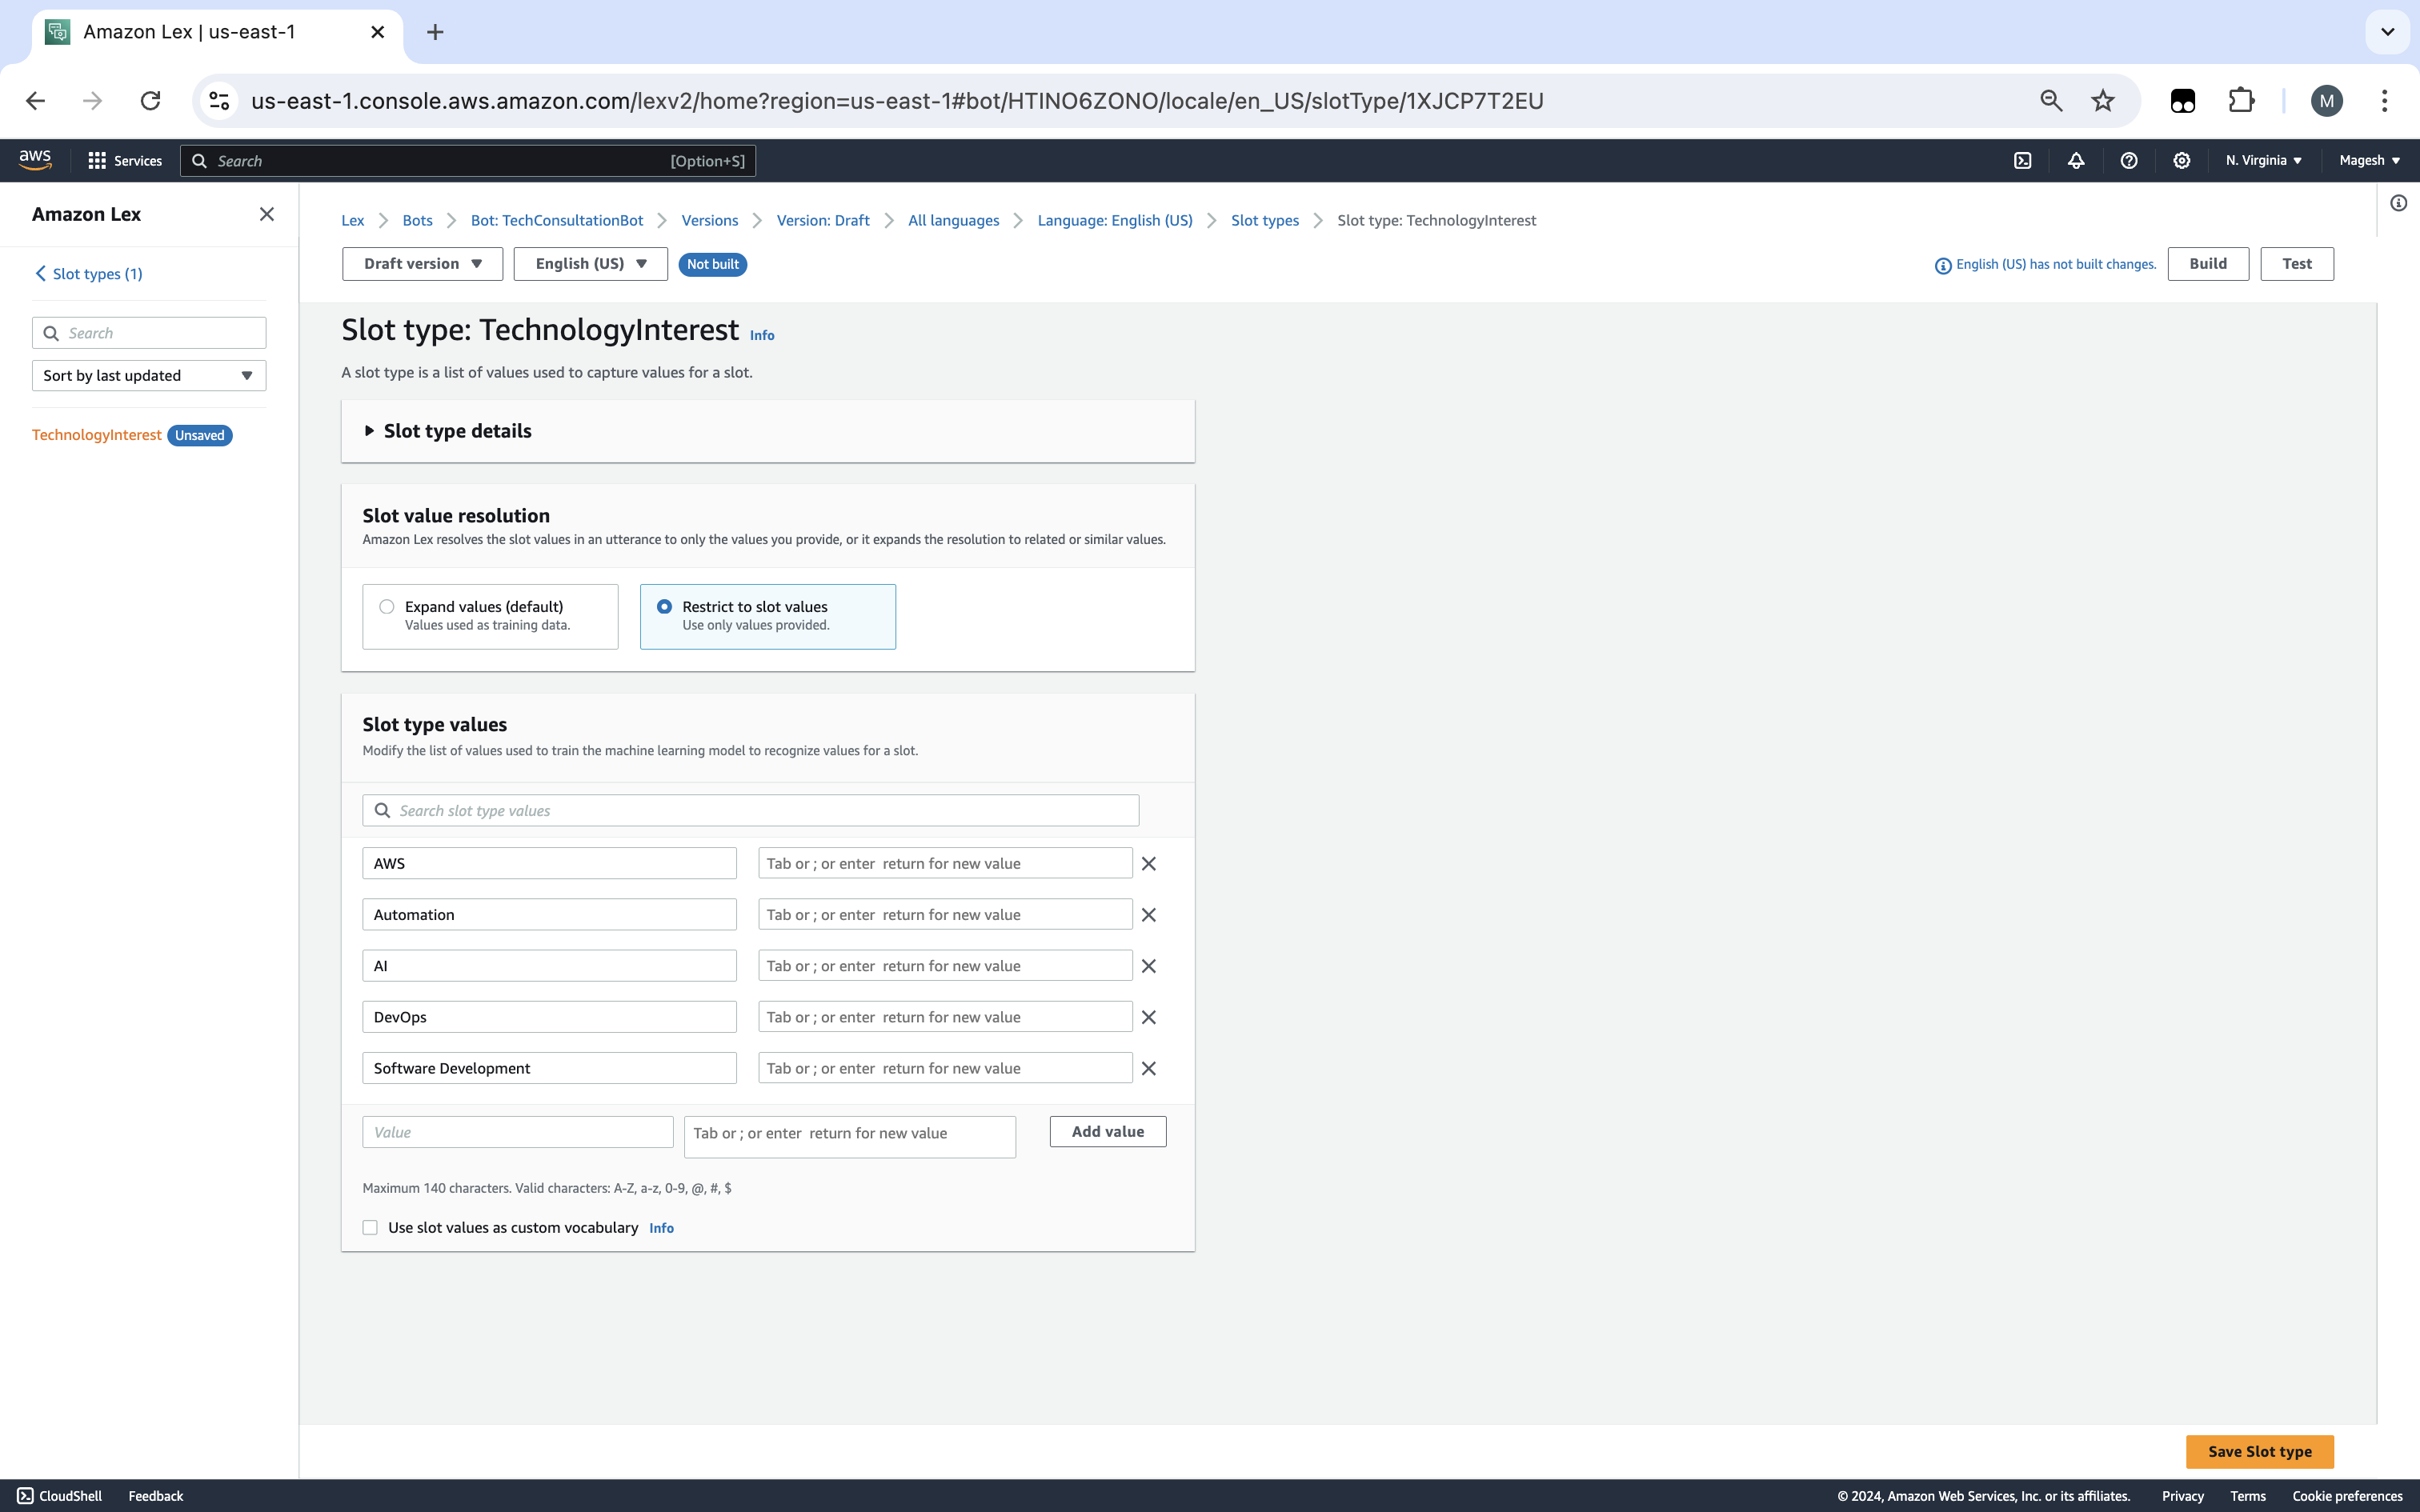 Amazon Lex | us-east-1
us-east-1.console.aws.amazon.com/lexv2/home?region=us-east-1#bot/HTINO6ZONO/locale/en_US/slotType/1XJCP7T2EU
M
aws
Services
Search
[Option+S]
N. Virginia
Magesh
Amazon Lex
Slot types (1)
Search
Sort by last updated
TechnologyInterest
Unsaved
Lex > Bots > Bot: TechConsultationBot > Versions > Version: Draft > All languages > Language: English (US) > Slot types > Slot type: TechnologyInterest
Draft version
English (US)
Not built
English (US) has not built changes.
Build
Test
Slot type: TechnologyInterest Info
A slot type is a list of values used to capture values for a slot.
Slot type details
Slot value resolution
Amazon Lex resolves the slot values in an utterance to only the values you provide, or it expands the resolution to related or similar values.
Expand values (default)
Values used as training data.
Restrict to slot values
Use only values provided.
Slot type values
Modify the list of values used to train the machine learning model to recognize values for a slot.
Search slot type values
AWS
Tab or ; or enter return for new value
Automation
Tab or ; or enter return for new value
AI
Tab or ; or enter return for new value
DevOps
Tab or ; or enter return for new value
Software Development
Tab or ; or enter return for new value
Value
Tab or ; or enter return for new value
Add value
Maximum 140 characters. Valid characters: A-Z, a-z, 0-9, @, #, $
Use slot values as custom vocabulary Info
Save Slot type
CloudShell
Feedback
© 2024, Amazon Web Services, Inc. or its affiliates.
Privacy
Terms
Cookie preferences